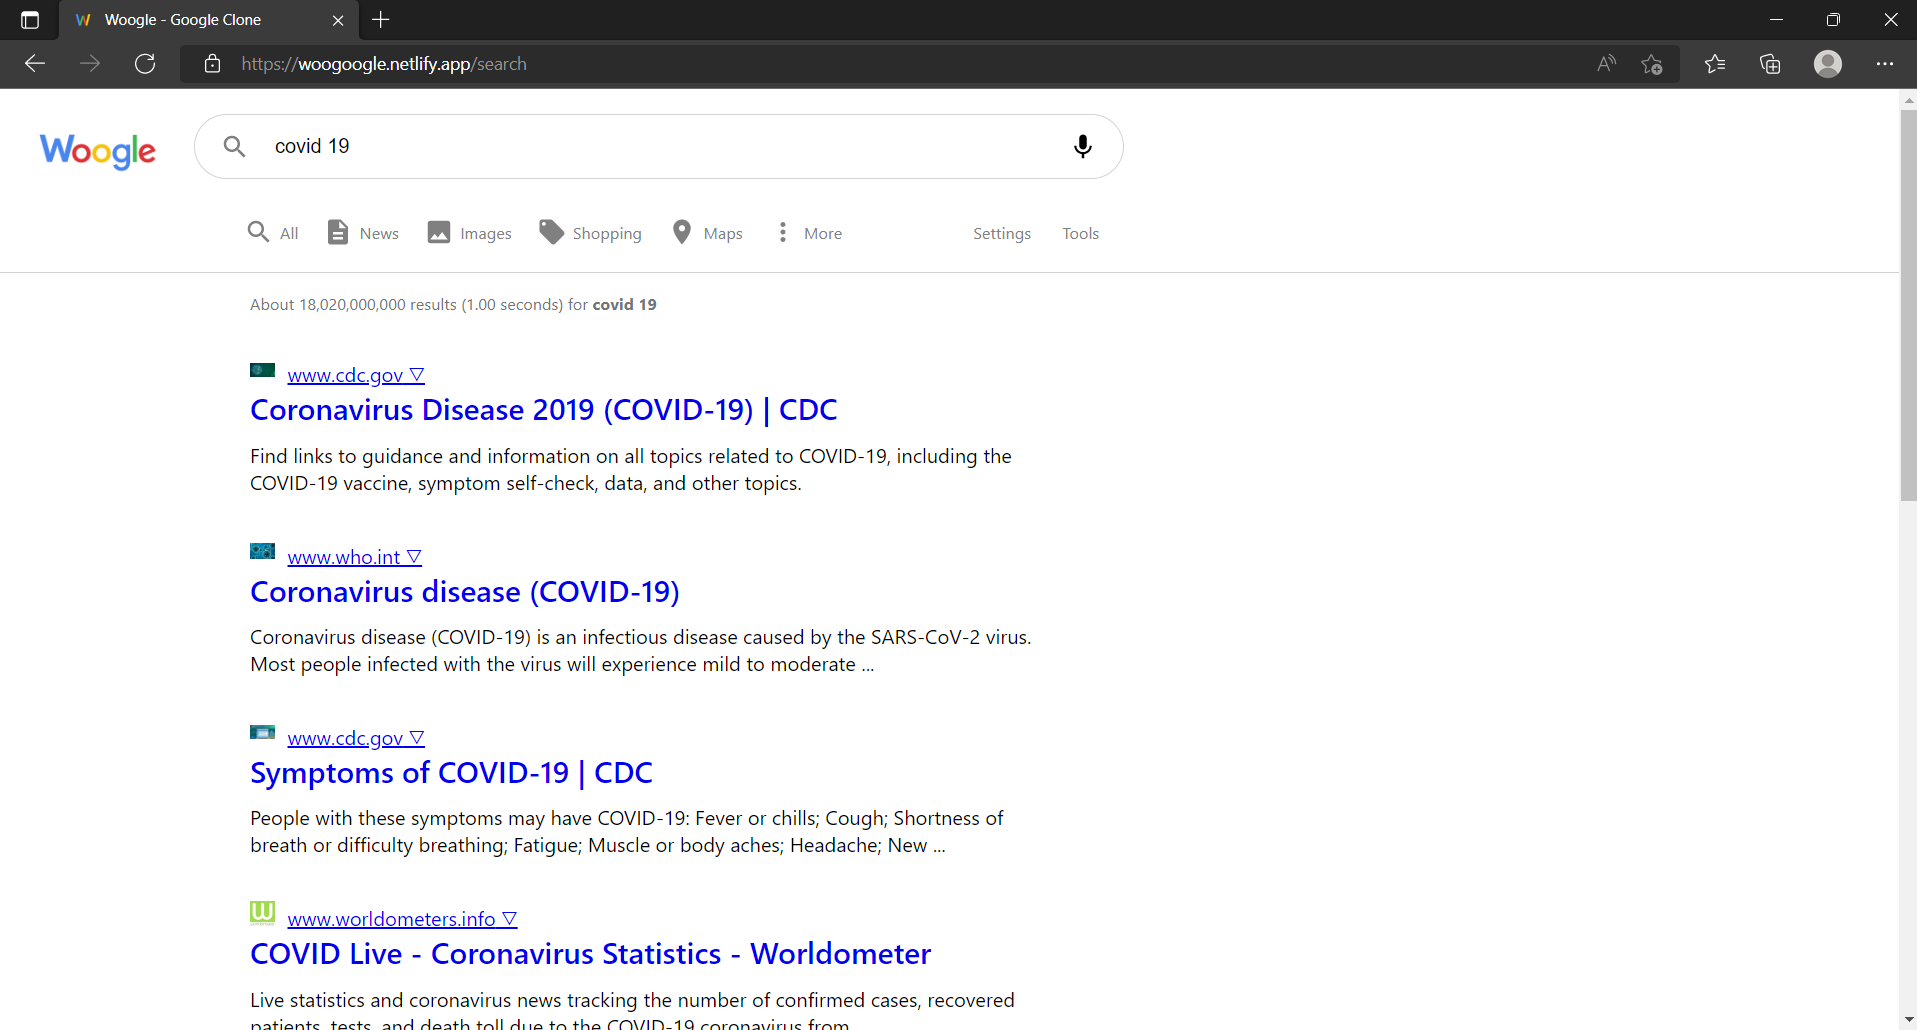 Woogle - Google Clone
https://woogoogle.netlify.app/search
Woogle
covid 19
All News Images Shopping Maps More Settings Tools
About 18,020,000,000 results (1.00 seconds) for covid 19
www.cdc.gov ▽
Coronavirus Disease 2019 (COVID-19) | CDC
Find links to guidance and information on all topics related to COVID-19, including the
COVID-19 vaccine, symptom self-check, data, and other topics.
www.who.int ▽
Coronavirus disease (COVID-19)
Coronavirus disease (COVID-19) is an infectious disease caused by the SARS-CoV-2 virus.
Most people infected with the virus will experience mild to moderate ...
www.cdc.gov ▽
Symptoms of COVID-19 | CDC
People with these symptoms may have COVID-19: Fever or chills; Cough; Shortness of
breath or difficulty breathing; Fatigue; Muscle or body aches; Headache; New ...
www.worldometers.info ▽
COVID Live - Coronavirus Statistics - Worldometer
Live statistics and coronavirus news tracking the number of confirmed cases, recovered
patients, tests, and death toll due to the COVID-19 coronavirus from